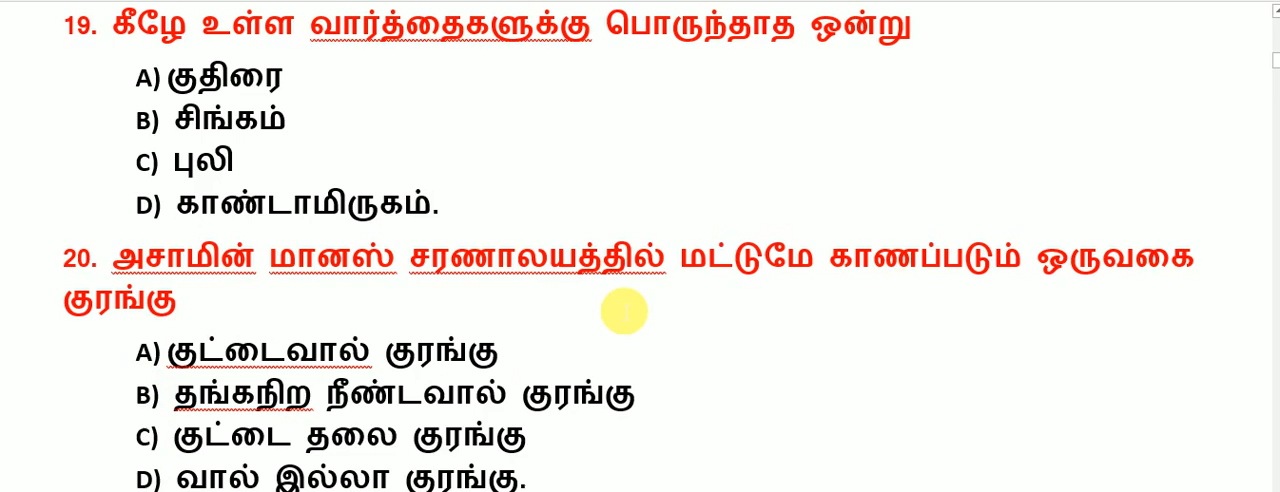 19. கீழே உள்ள வார்த்தைகளுக்கு பொருந்தாத ஒன்று
A) குதிரை
B) சிங்கம்
C) புலி
D) காண்டாமிருகம்.
20. அசாமின் மானஸ் சரணாலயத்தில் மட்டுமே காணப்படும் ஒருவகை
குரங்கு
A) குட்டைவால் குரங்கு
B) தங்கநிற நீண்டவால் குரங்கு
C) குட்டை தலை குரங்கு
D) வால் இல்லா குரங்கு.